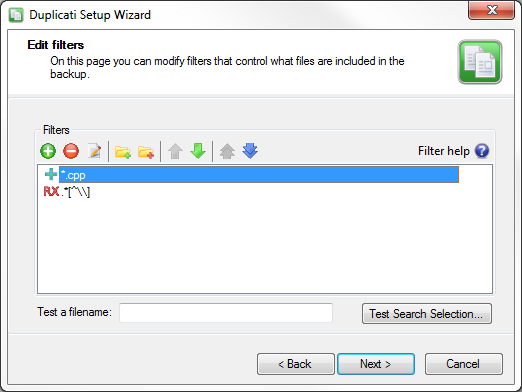 Duplicati Setup Wizard
Edit filters
On this page you can modify filters that control what files are included in the
backup.
Filters
Filter help
*.cpp
RX .*[^\\]
Test a filename:
Test Search Selection...
< Back
Next >
Cancel